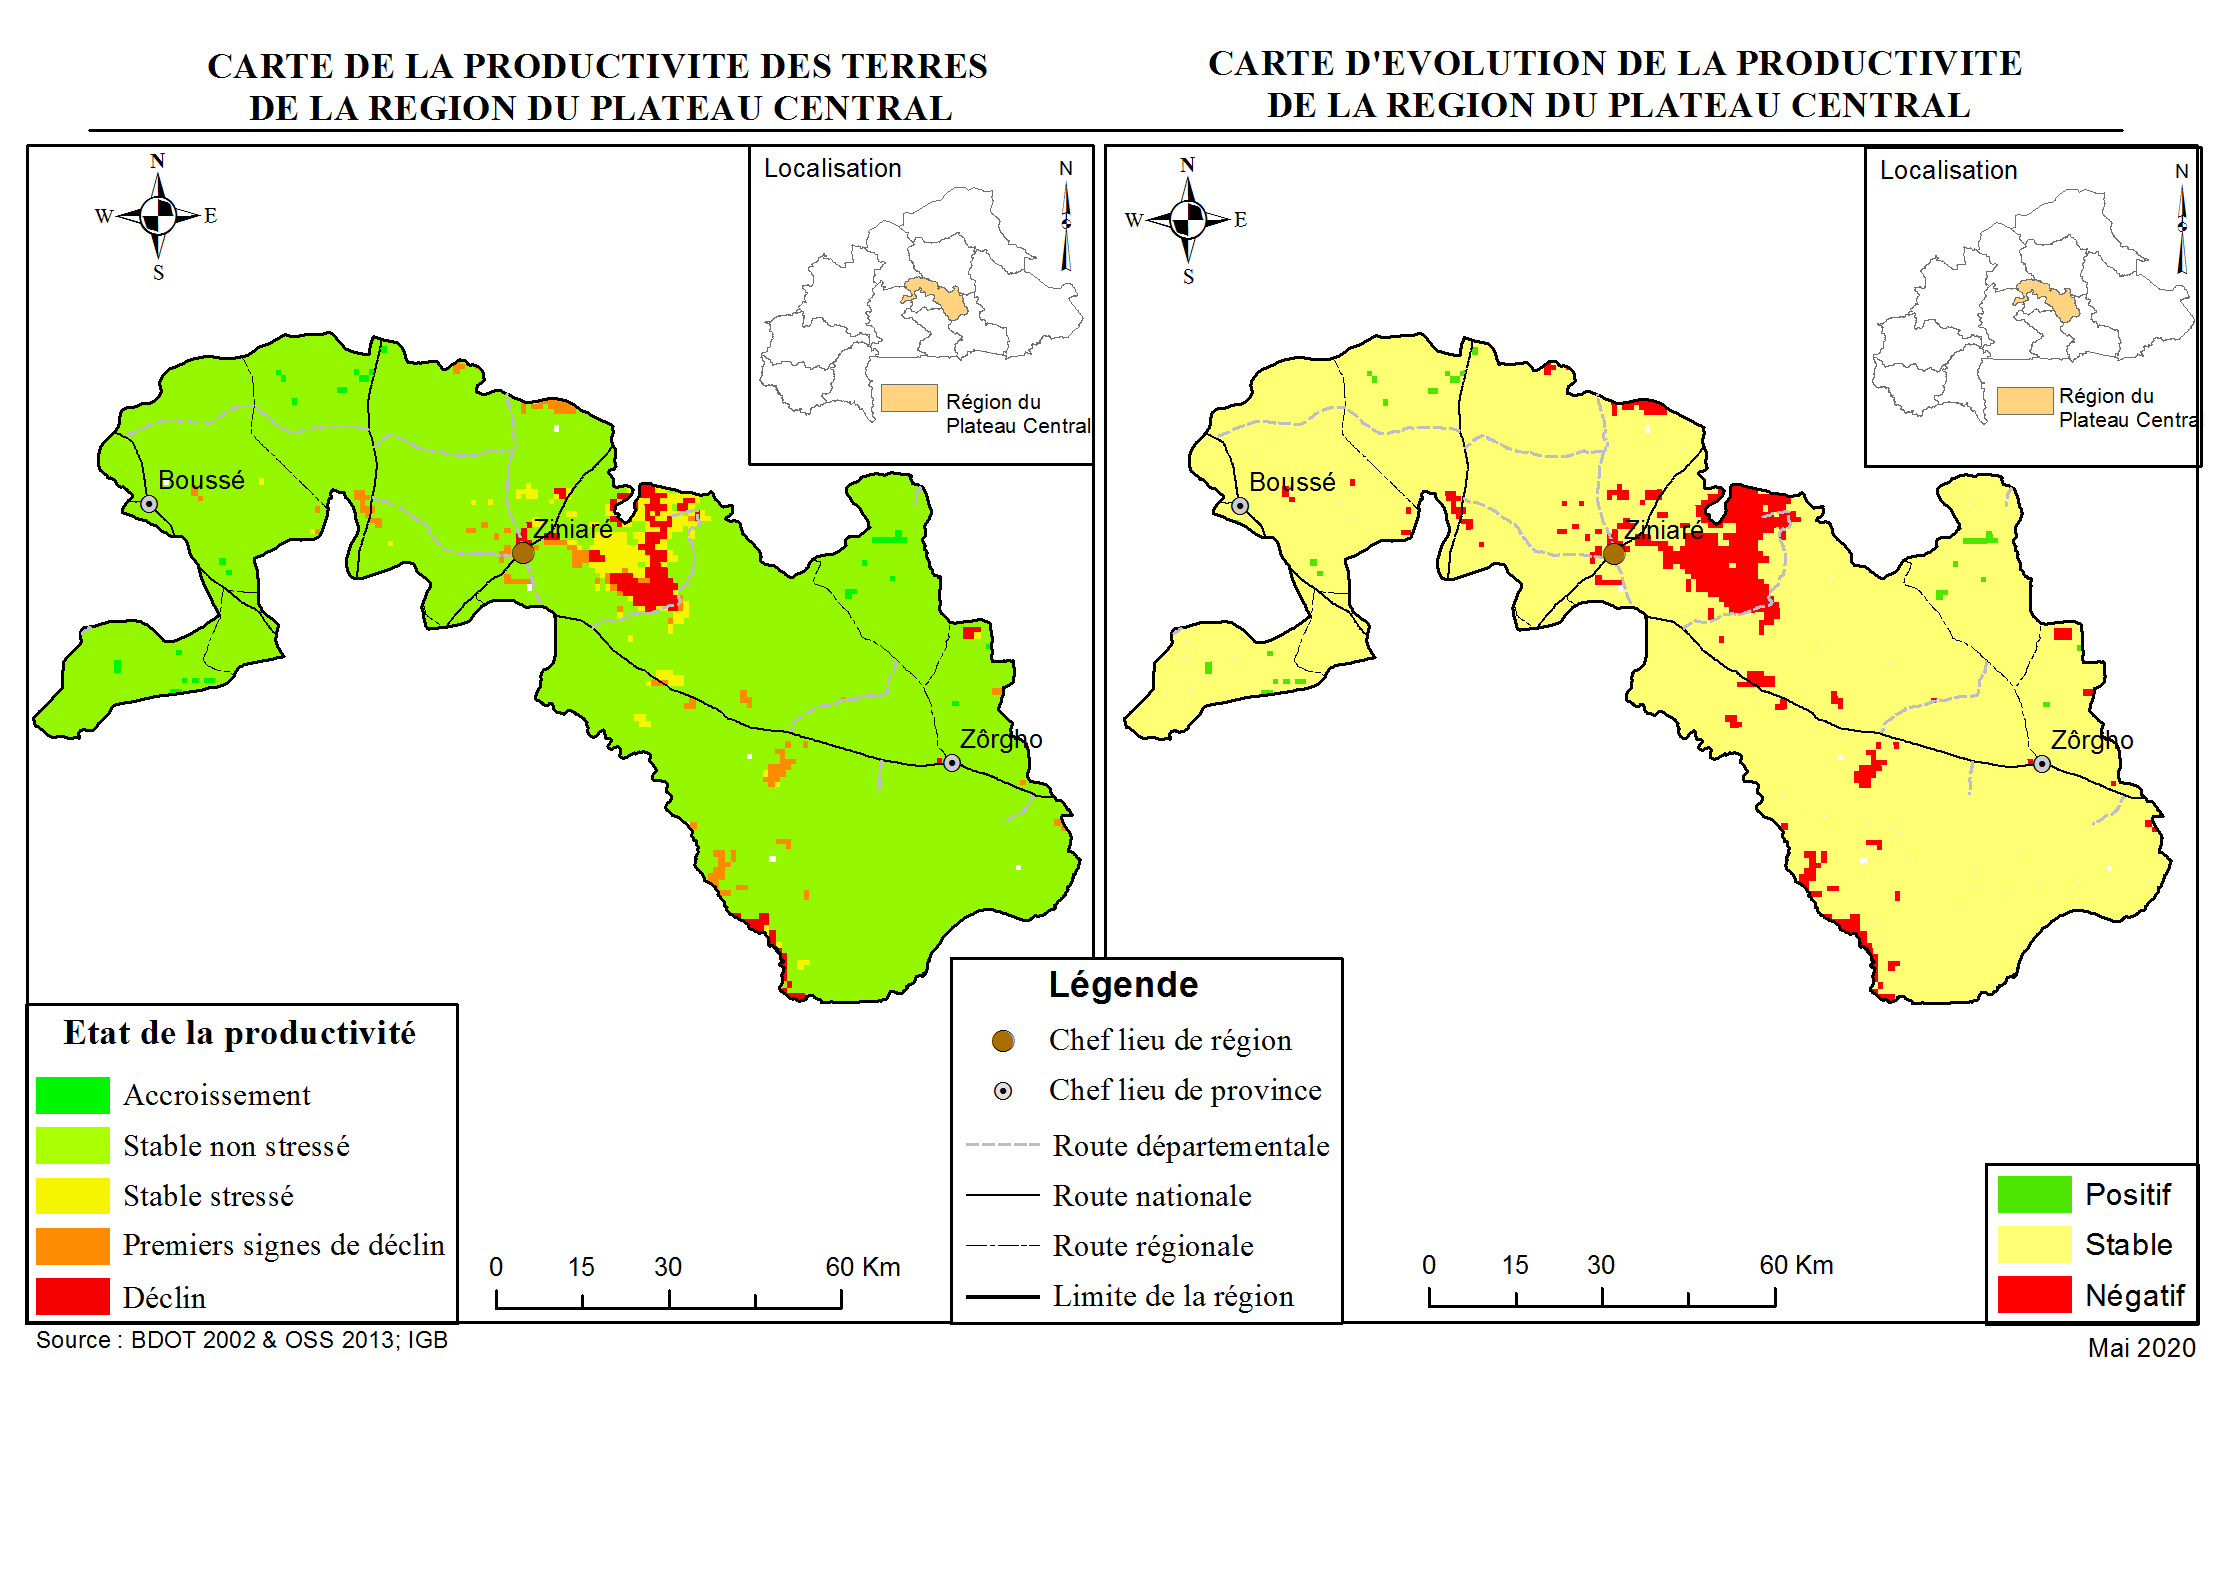 CARTE DE LA PRODUCTIVITE DES TERRES
DE LA REGION DU PLATEAU CENTRAL
CARTE D'EVOLUTION DE LA PRODUCTIVITE
DE LA REGION DU PLATEAU CENTRAL
N
W
E
S
Localisation
N
Région du
Plateau Central
Boussé
Ziniaré
Zôrgho
N
W
E
S
Localisation
N
Région du
Plateau Centra
Boussé
Ziniaré
Zôrgho
Etat de la productivité
Accroissement
Stable non stressé
Stable stressé
Premiers signes de déclin
Déclin
0 15 30 60 Km
Légende
Chef lieu de région
Chef lieu de province
Route départementale
Route nationale
Route régionale
Limite de la région
0 15 30 60 Km
Positif
Stable
Négatif
Source : BDOT 2002 & OSS 2013; IGB
Mai 2020